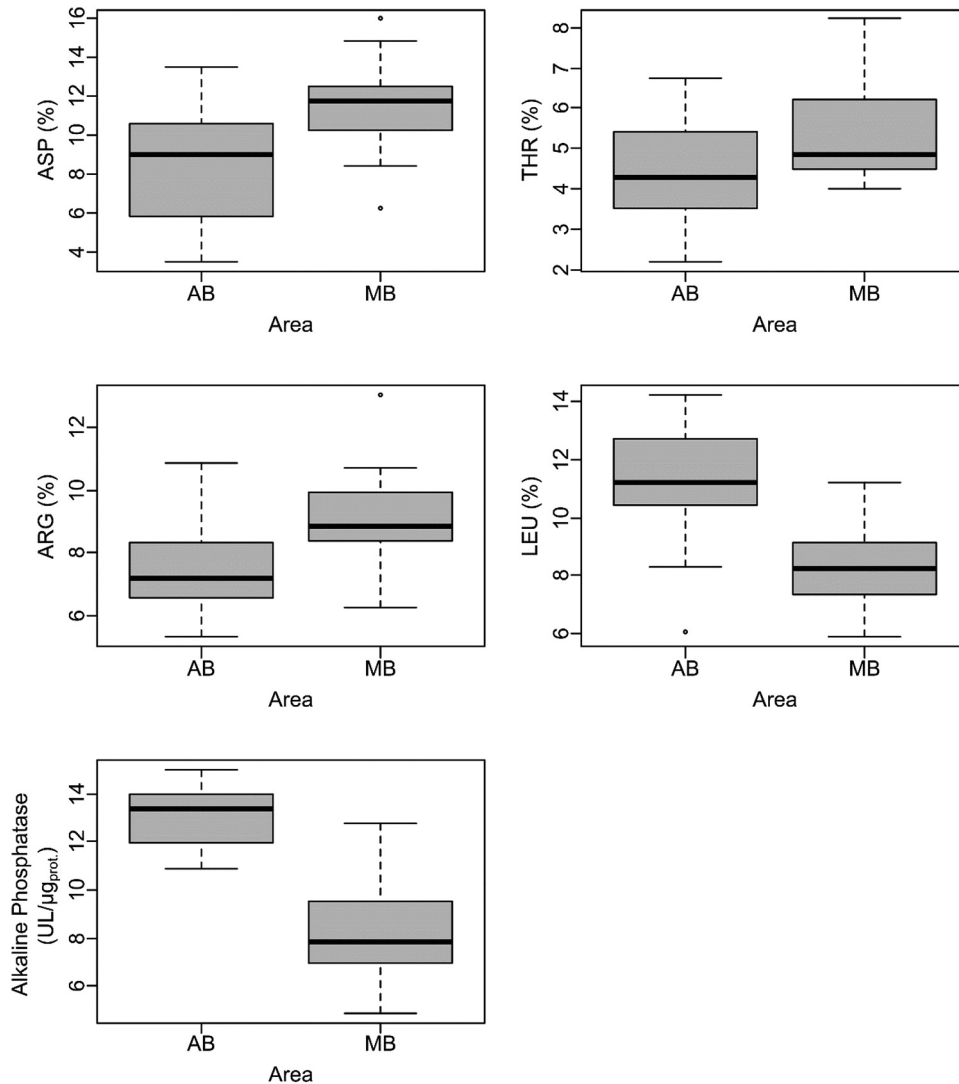 ASP (%)
16
14
12
10
8
6
4
AB
MB
Area
THR (%)
8
7
6
5
4
3
2
AB
MB
Area
ARG (%)
12
10
8
6
AB
MB
Area
LEU (%)
14
12
10
8
6
AB
MB
Area
Alkaline Phosphatase
(UL/µgprot.)
14
12
10
8
6
AB
MB
Area